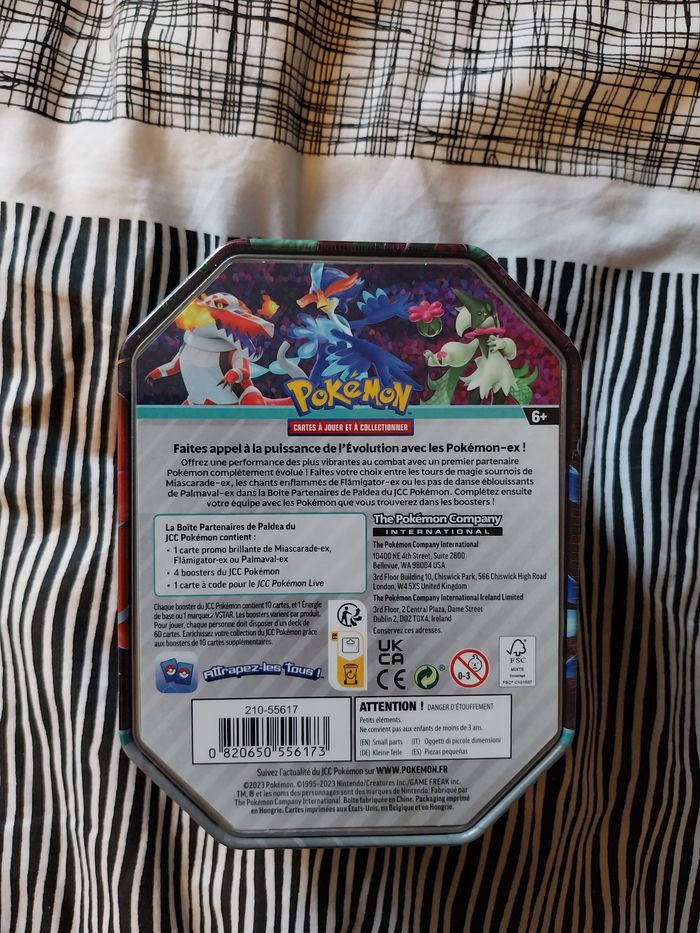 POKéMON
CARTES À JOUER ET À COLLECTIONNER
6+
Faites appel à la puissance de l'Évolution avec les Pokémon-ex !
Offrez une performance des plus vibrantes au combat avec un premier partenaire
Pokémon complètement évolué ! Faites votre choix entre les tours de magie sournois de
Miascarade-ex, les chants enflammés de Flâmigator-ex ou les pas de danse éblouissants
de Palmaval-ex dans la Boîte Partenaires de Paldea du JCC Pokémon. Complétez ensuite
votre équipe avec les Pokémon que vous trouverez dans les boosters !
La Boîte Partenaires de Paldea du
JCC Pokémon contient :
• 1 carte promo brillante de Miascarade-ex,
Flâmigator-ex ou Palmaval-ex
• 4 boosters du JCC Pokémon
• 1 carte à code pour le JCC Pokémon Live
The Pokémon Company
INTERNATIONAL
The Pokémon Company International
10400 NE 4th Street, Suite 2800
Bellevue, WA 98004 USA
3rd Floor Building 10, Chiswick Park, 566 Chiswick High Road
London, W4 5XS United Kingdom
The Pokémon Company International Ireland Limited
3rd Floor, 2 Central Plaza, Dame Street
Dublin 2, D02 T0X4, Ireland
Conservez ces adresses.
Chaque booster du JCC Pokémon contient 10 cartes, et 1 Énergie
de base ou 1 marqueur VSTAR. Les boosters varient par produit.
Pour jouer, chaque personne doit disposer d'un deck de
60 cartes. Enrichissez votre collection du JCC Pokémon grâce
aux boosters de 10 cartes supplémentaires.
Attrapez-les tous !
UK
CA
CE
0-3
FSC
MIXTE
Emballage
FSC® C101537
210-55617
0 820650 556173
ATTENTION ! DANGER D'ÉTOUFFEMENT
Petits éléments.
Ne convient pas aux enfants de moins de 3 ans.
(EN) Small parts (IT) Oggetti di piccole dimensioni
(DE) Kleine Teile (ES) Piezas pequeñas
Suivez l'actualité du JCC Pokémon sur WWW.POKEMON.FR
©2023 Pokémon. ©1995-2023 Nintendo/Creatures Inc./GAME FREAK inc.
TM, ® et les noms des personnages sont des marques de Nintendo. Fabriqué par
The Pokémon Company International. Boîte fabriquée en Chine. Packaging imprimé
en Hongrie. Cartes imprimées aux États-Unis, en Belgique et en Hongrie.